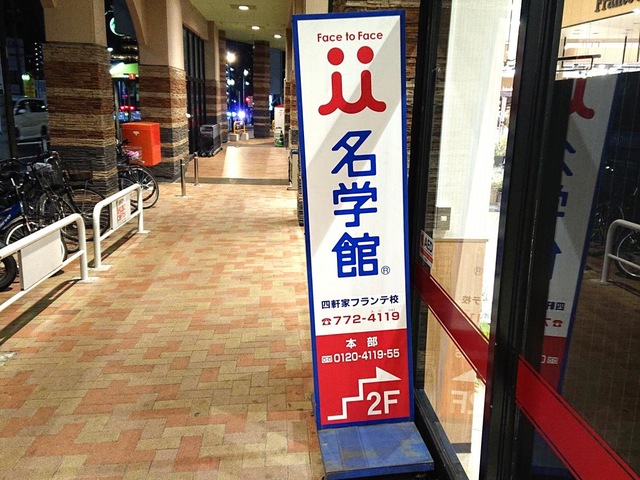 Face to Face
名学館®
四軒家フランテ校
☎772-4119
本部
0120-4119-55
2F